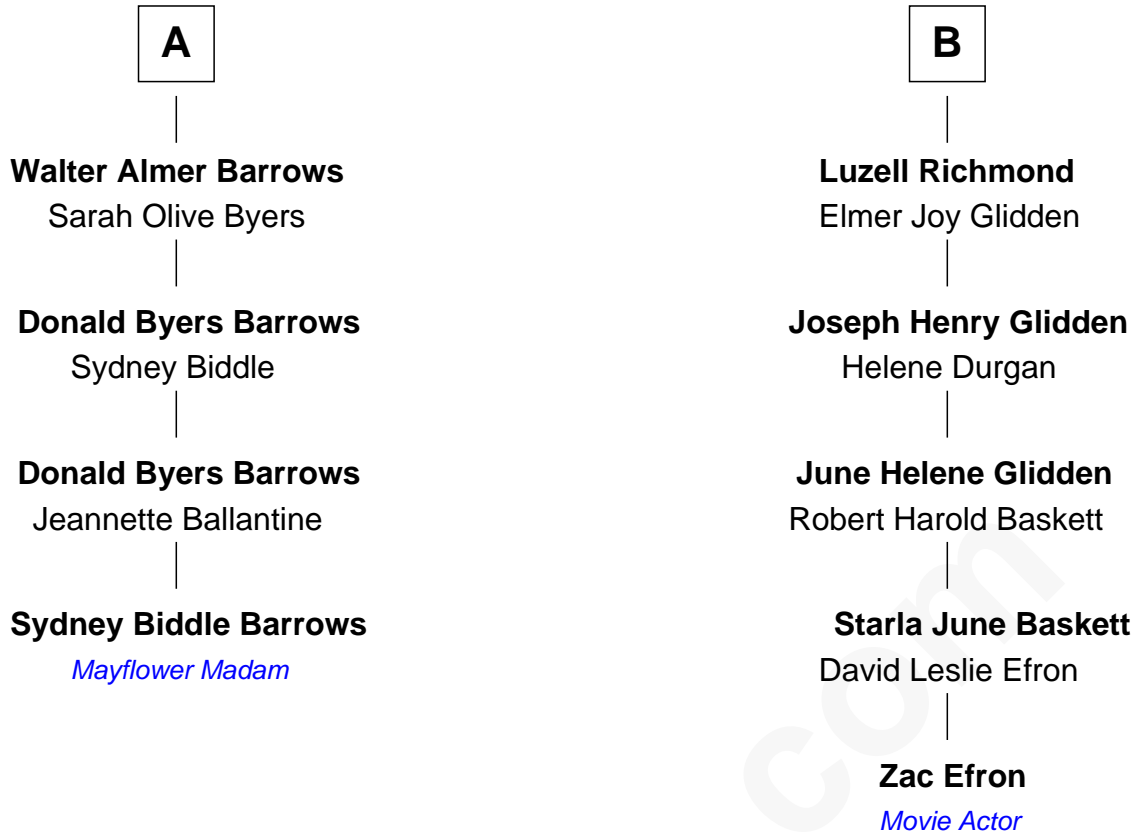 A
Walter Almer Barrows
Sarah Olive Byers
Donald Byers Barrows
Sydney Biddle
Donald Byers Barrows
Jeannette Ballantine
Sydney Biddle Barrows
Mayflower Madam
B
Luzell Richmond
Elmer Joy Glidden
Joseph Henry Glidden
Helene Durgan
June Helene Glidden
Robert Harold Baskett
Starla June Baskett
David Leslie Efron
Zac Efron
Movie Actor
com